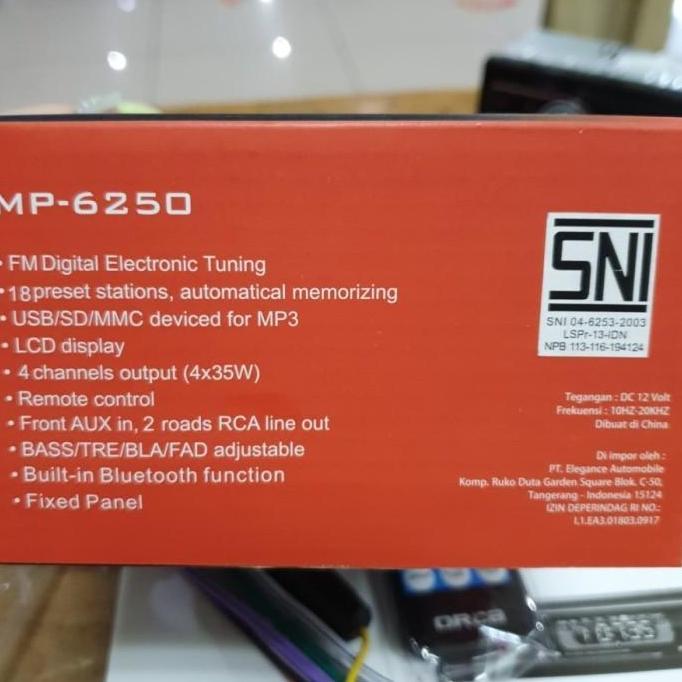 MP-6250
• FM Digital Electronic Tuning
• 18 preset stations, automatical memorizing
• USB/SD/MMC deviced for MP3
• LCD display
• 4 channels output (4x35W)
• Remote control
• Front AUX in, 2 roads RCA line out
• BASS/TRE/BLA/FAD adjustable
• Built-in Bluetooth function
• Fixed Panel
SNI
SNI 04-6253-2003
LSPr-13-IDN
NPB 113-116-194124
Tegangan : DC 12 Volt
Frekuensi : 10HZ-20KHZ
Dibuat di China
Di impor oleh :
PT. Elegance Automobile
Komp. Ruko Duta Garden Square Blok. C-50,
Tangerang - Indonesia 15124
IZIN DEPERINDAG RI NO.:
L1.EA3.01803.0917
ORCA